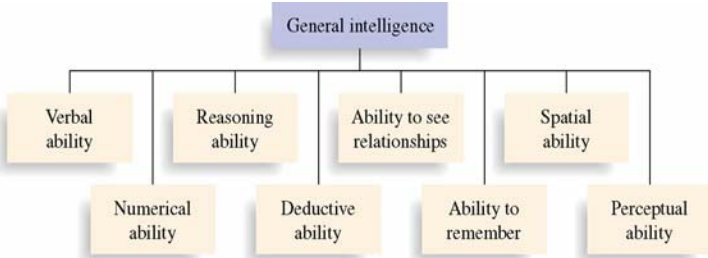 General intelligence
Verbal
ability
Reasoning
ability
Ability to see
relationships
Spatial
ability
Numerical
ability
Deductive
ability
Ability to
remember
Perceptual
ability